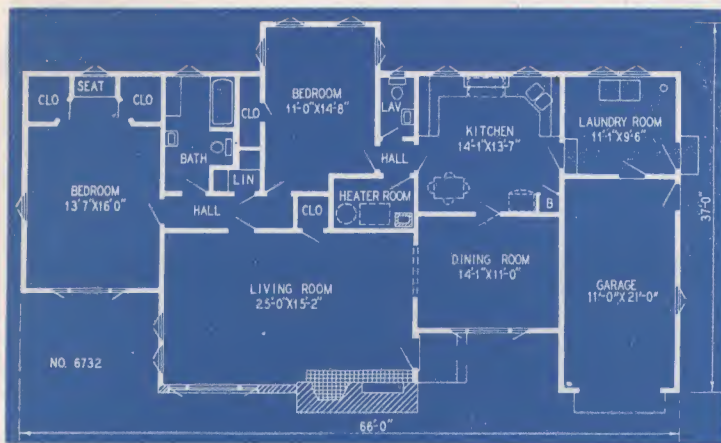 CLO
SEAT
CLO
BEDROOM
13'7"X16'0"
BATH
CLO
LIN
HALL
BEDROOM
11'-0"X14'-8"
LAV
HALL
HEATER ROOM
CLO
KITCHEN
14'-1"X13'-7"
B
LAUNDRY ROOM
11'-1"X9'-6"
LIVING ROOM
25'-0"X15'-2"
DINING ROOM
14'-1"X11'-0"
GARAGE
11'-0"X21'-0"
37'-0"
NO. 6732
66'-0"